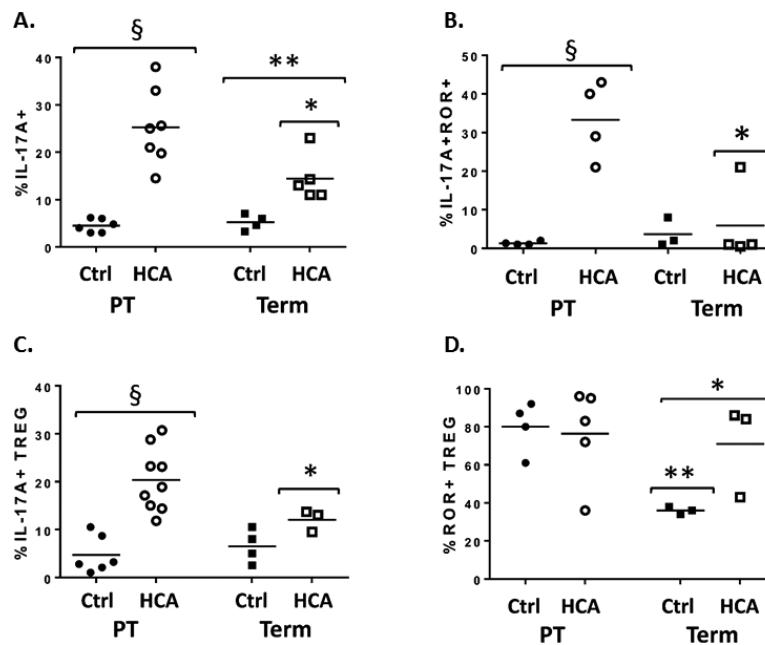 A.
§
**
*
%IL-17A+
40
30
20
10
0
Ctrl HCA Ctrl HCA
PT Term
B.
§
*
%IL-17A+ROR+
50
40
30
20
10
0
Ctrl HCA Ctrl HCA
PT Term
C.
§
*
%IL-17A+ TREG
40
30
20
10
0
Ctrl HCA Ctrl HCA
PT Term
D.
*
**
%ROR+ TREG
100
80
60
40
20
0
Ctrl HCA Ctrl HCA
PT Term